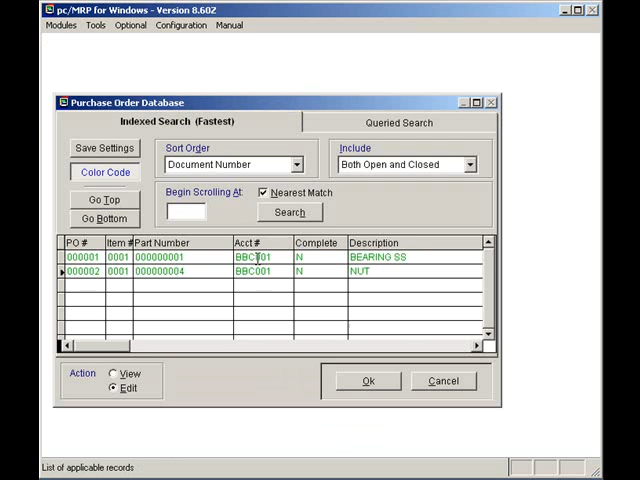 pc/MRP for Windows - Version 8.60Z
Modules Tools Optional Configuration Manual
Purchase Order Database
Indexed Search (Fastest) Queried Search
Save Settings Sort Order Include
Color Code Document Number Both Open and Closed
Go Top Begin Scrolling At: Nearest Match
Go Bottom Search
PO # Item # Part Number Acct # Complete Description
000001 0001 000000001 BBC001 N BEARING SS
000002 0001 000000004 BBC001 N NUT
Action View
Edit
Ok Cancel
List of applicable records